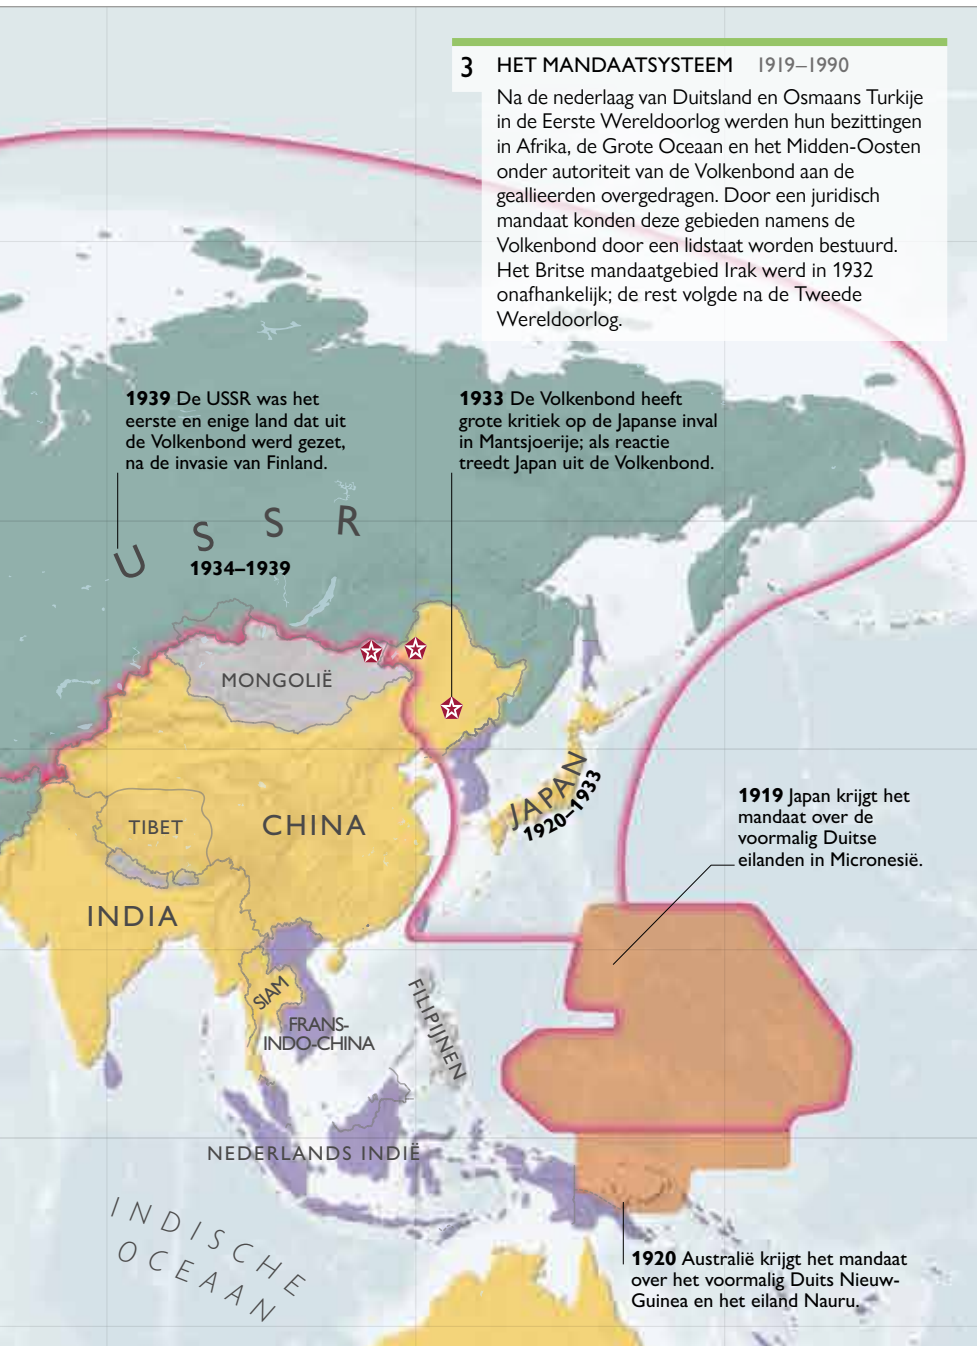 3 HET MANDAATSYSTEEM 1919–1990
Na de nederlaag van Duitsland en Osmaans Turkije
in de Eerste Wereldoorlog werden hun bezittingen
in Afrika, de Grote Oceaan en het Midden-Oosten
onder autoriteit van de Volkenbond aan de
geallieerden overgedragen. Door een juridisch
mandaat konden deze gebieden namens de
Volkenbond door een lidstaat worden bestuurd.
Het Britse mandaatgebied Irak werd in 1932
onafhankelijk; de rest volgde na de Tweede
Wereldoorlog.
1939 De USSR was het
eerste en enige land dat uit
de Volkenbond werd gezet,
na de invasie van Finland.
1933 De Volkenbond heeft
grote kritiek op de Japanse inval
in Mantsjoerije; als reactie
treedt Japan uit de Volkenbond.
USSR
1934–1939
MONGOLIË
JAPAN
1920–1933
1919 Japan krijgt het
mandaat over de
voormalig Duitse
eilanden in Micronesië.
TIBET
CHINA
INDIA
SIAM
FRANS-
INDO-CHINA
FILIPIJNEN
NEDERLANDS INDIË
INDISCHE
OCEAAN
1920 Australië krijgt het mandaat
over het voormalig Duits Nieuw-
Guinea en het eiland Nauru.